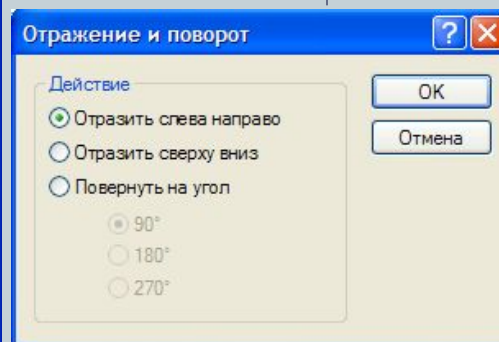 Отражение и поворот
Действие
Отразить слева направо
Отразить сверху вниз
Повернуть на угол
90°
180°
270°
OK
Отмена